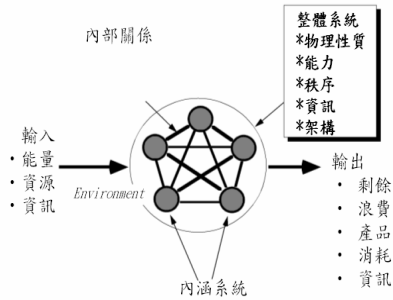 內部關係
整體系統
*物理性質
*能力
*秩序
*資訊
*架構
輸入
·能量
·資源
·資訊
Environment
輸出
·剩餘
·浪費
·產品
·消耗
·資訊
內涵系統